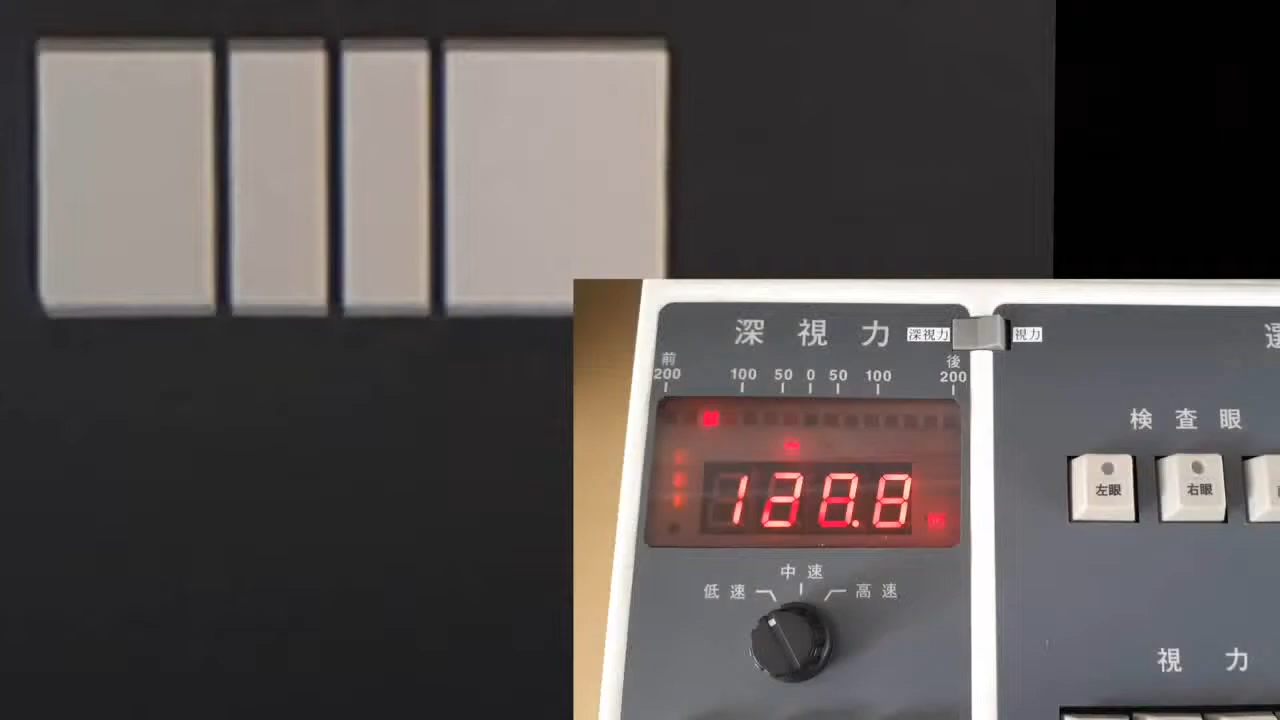 深視力
深視力
視力
前
200
100 50 0 50 100
後
200
検査眼
128.8
左眼
右眼
低速
中速
高速
視力